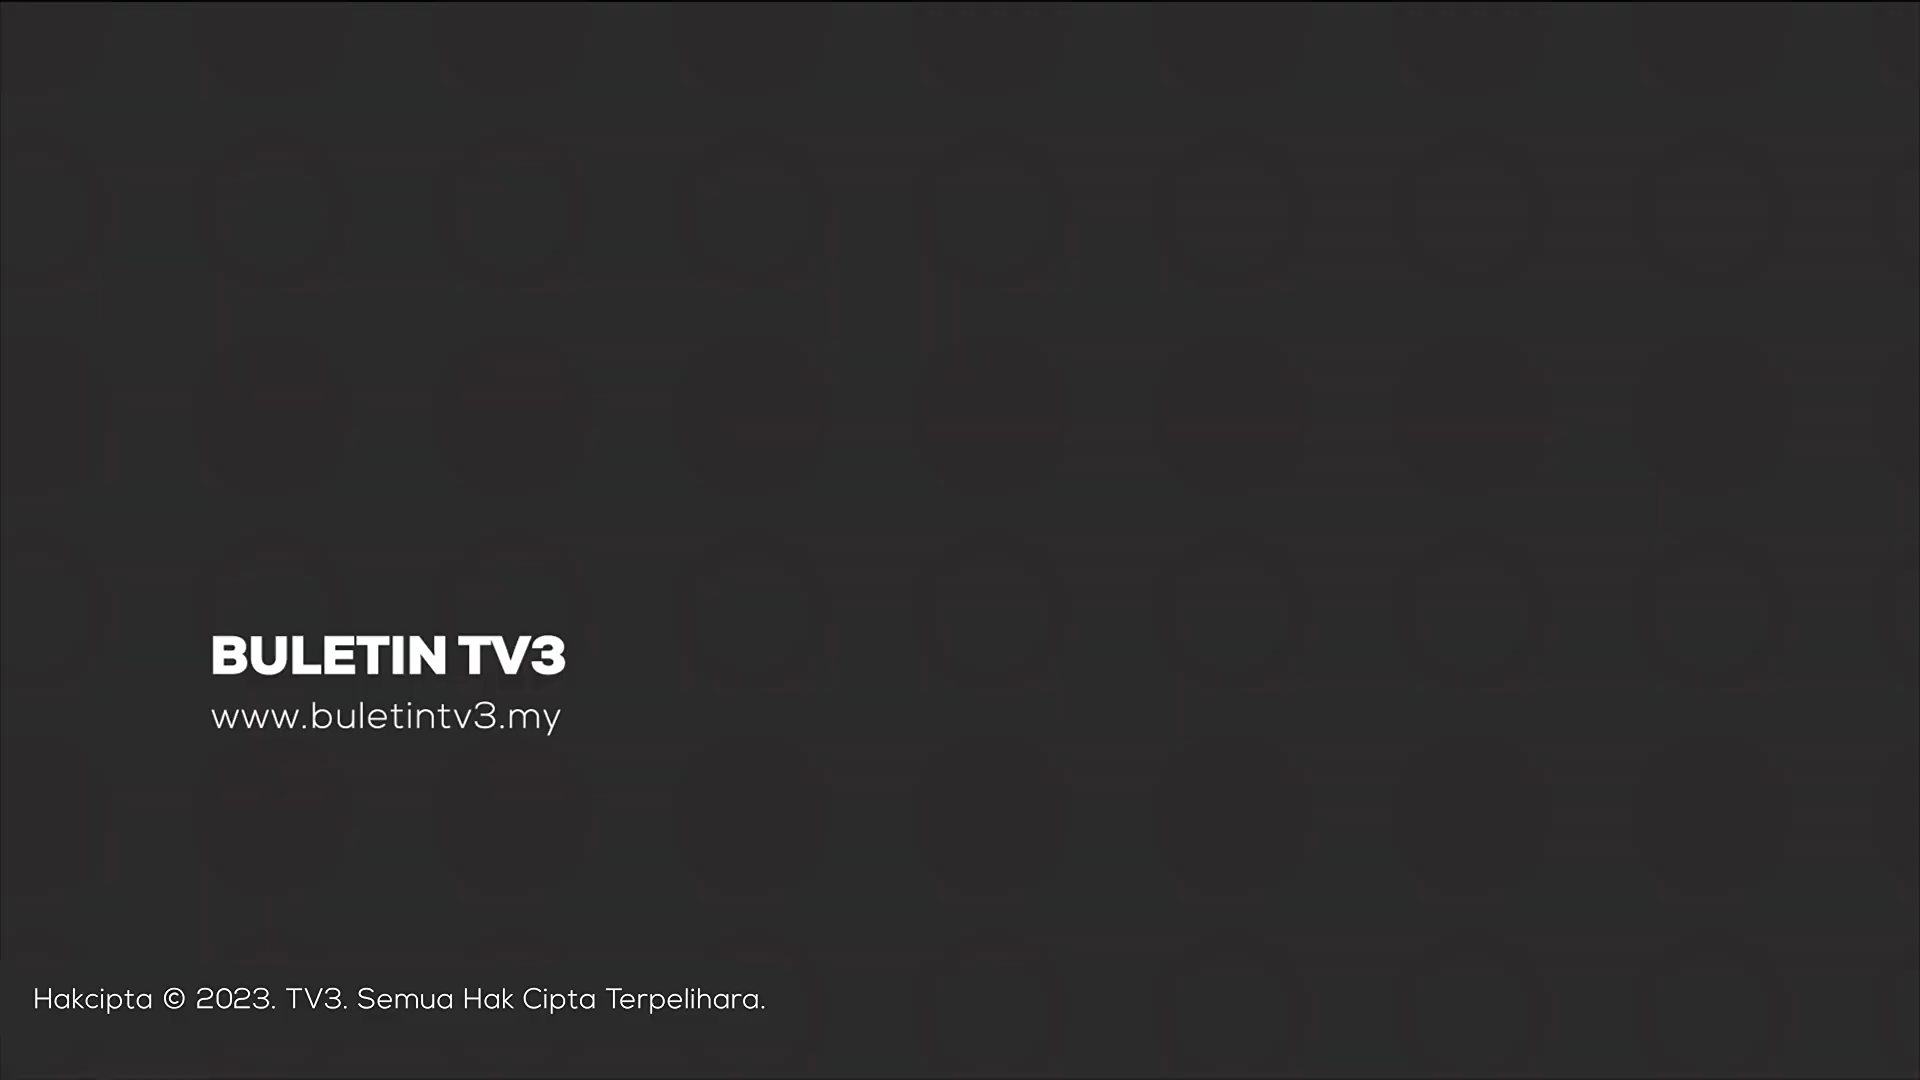 BULETIN TV3
www.buletintv3.my
Hakcipta © 2023. TV3. Semua Hak Cipta Terpelihara.